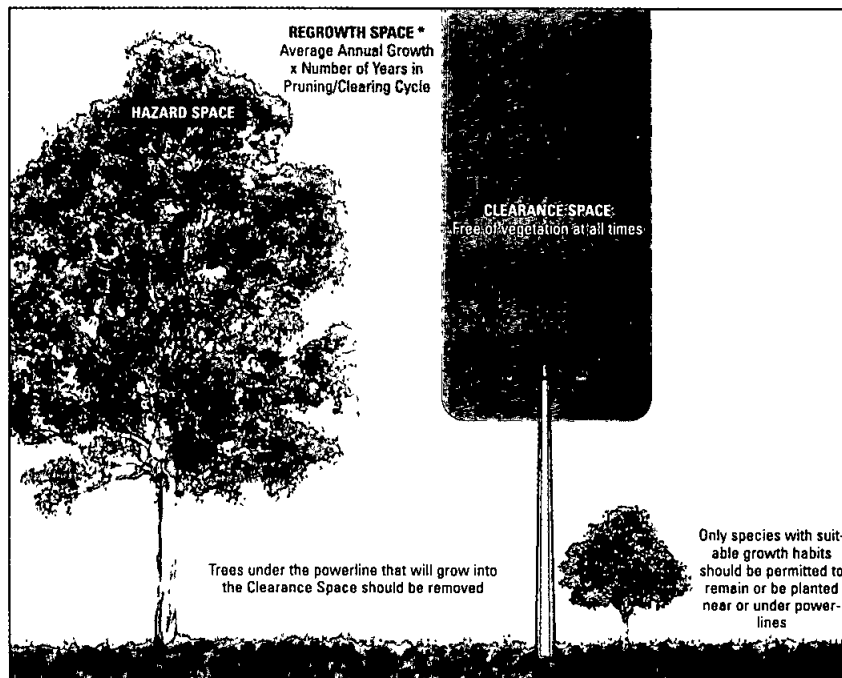 REGROWTH SPACE *
Average Annual Growth
x Number of Years in
Pruning/Clearing Cycle
HAZARD SPACE
CLEARANCE SPACE
Free of vegetation at all times
Trees under the powerline that will grow into
the Clearance Space should be removed
Only species with suit-
able growth habits
should be permitted to
remain or be planted
near or under power-
lines